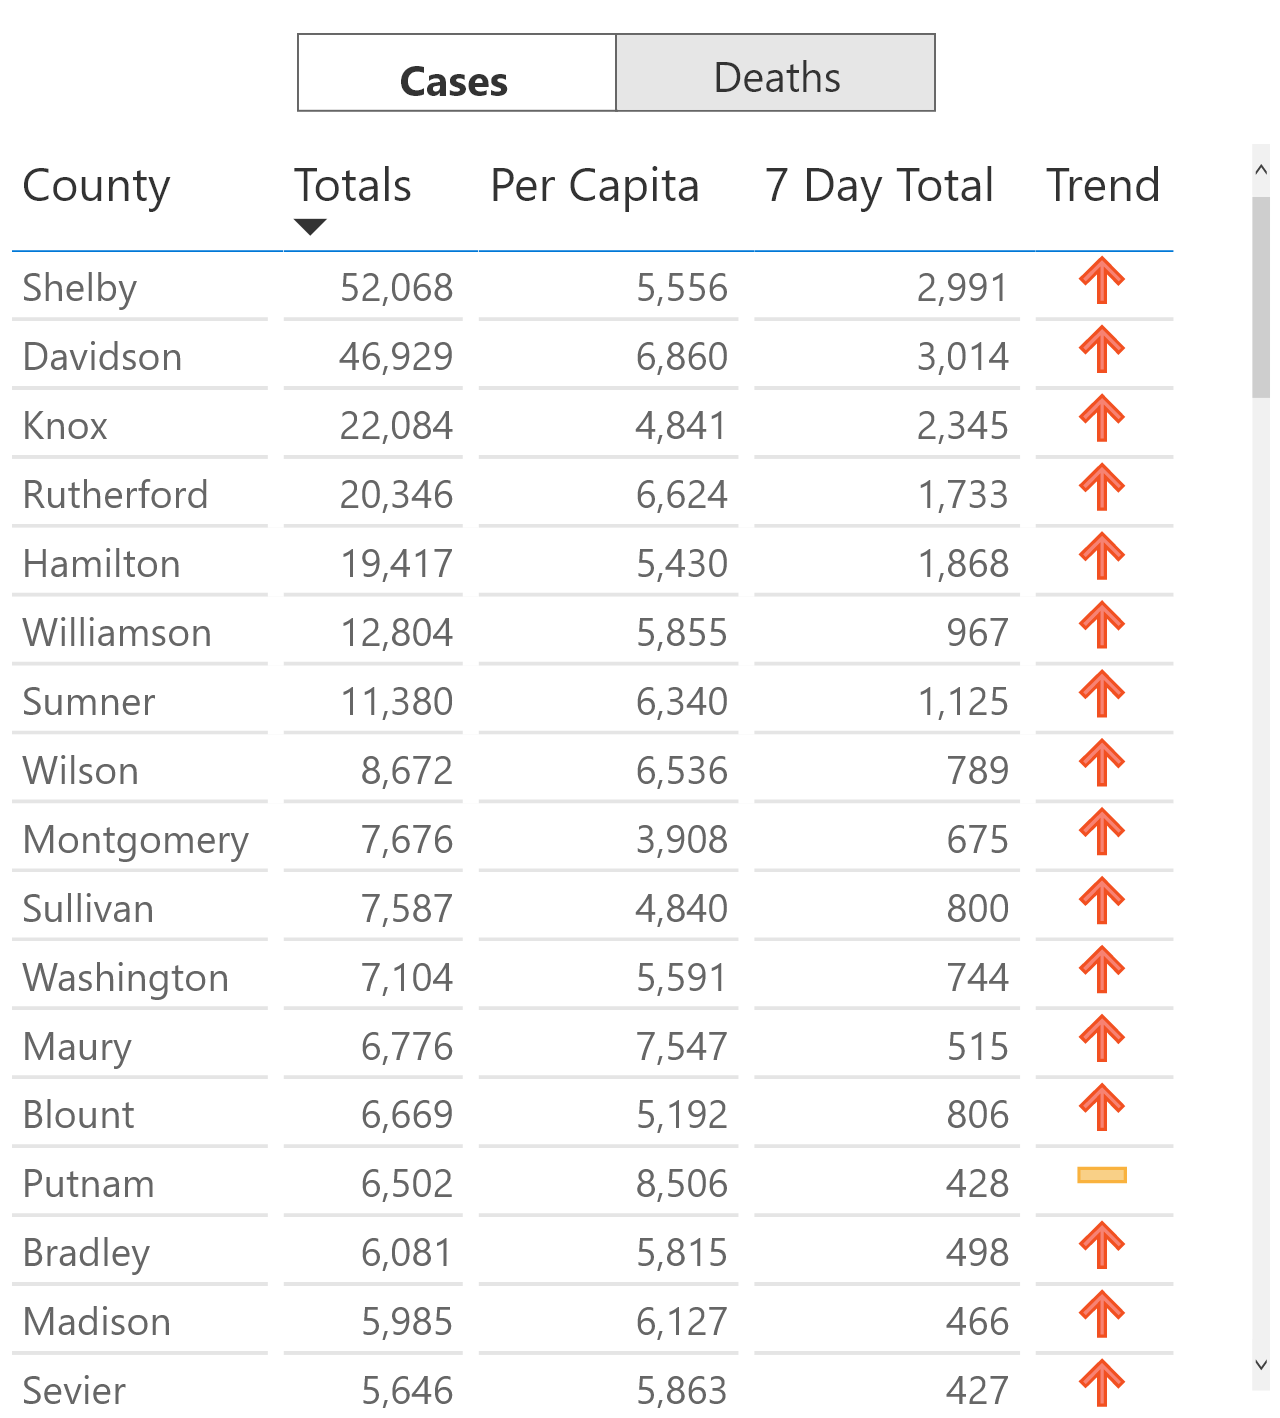 Cases Deaths
County Totals Per Capita 7 Day Total Trend
Shelby 52,068 5,556 2,991
Davidson 46,929 6,860 3,014
Knox 22,084 4,841 2,345
Rutherford 20,346 6,624 1,733
Hamilton 19,417 5,430 1,868
Williamson 12,804 5,855 967
Sumner 11,380 6,340 1,125
Wilson 8,672 6,536 789
Montgomery 7,676 3,908 675
Sullivan 7,587 4,840 800
Washington 7,104 5,591 744
Maury 6,776 7,547 515
Blount 6,669 5,192 806
Putnam 6,502 8,506 428
Bradley 6,081 5,815 498
Madison 5,985 6,127 466
Sevier 5,646 5,863 427